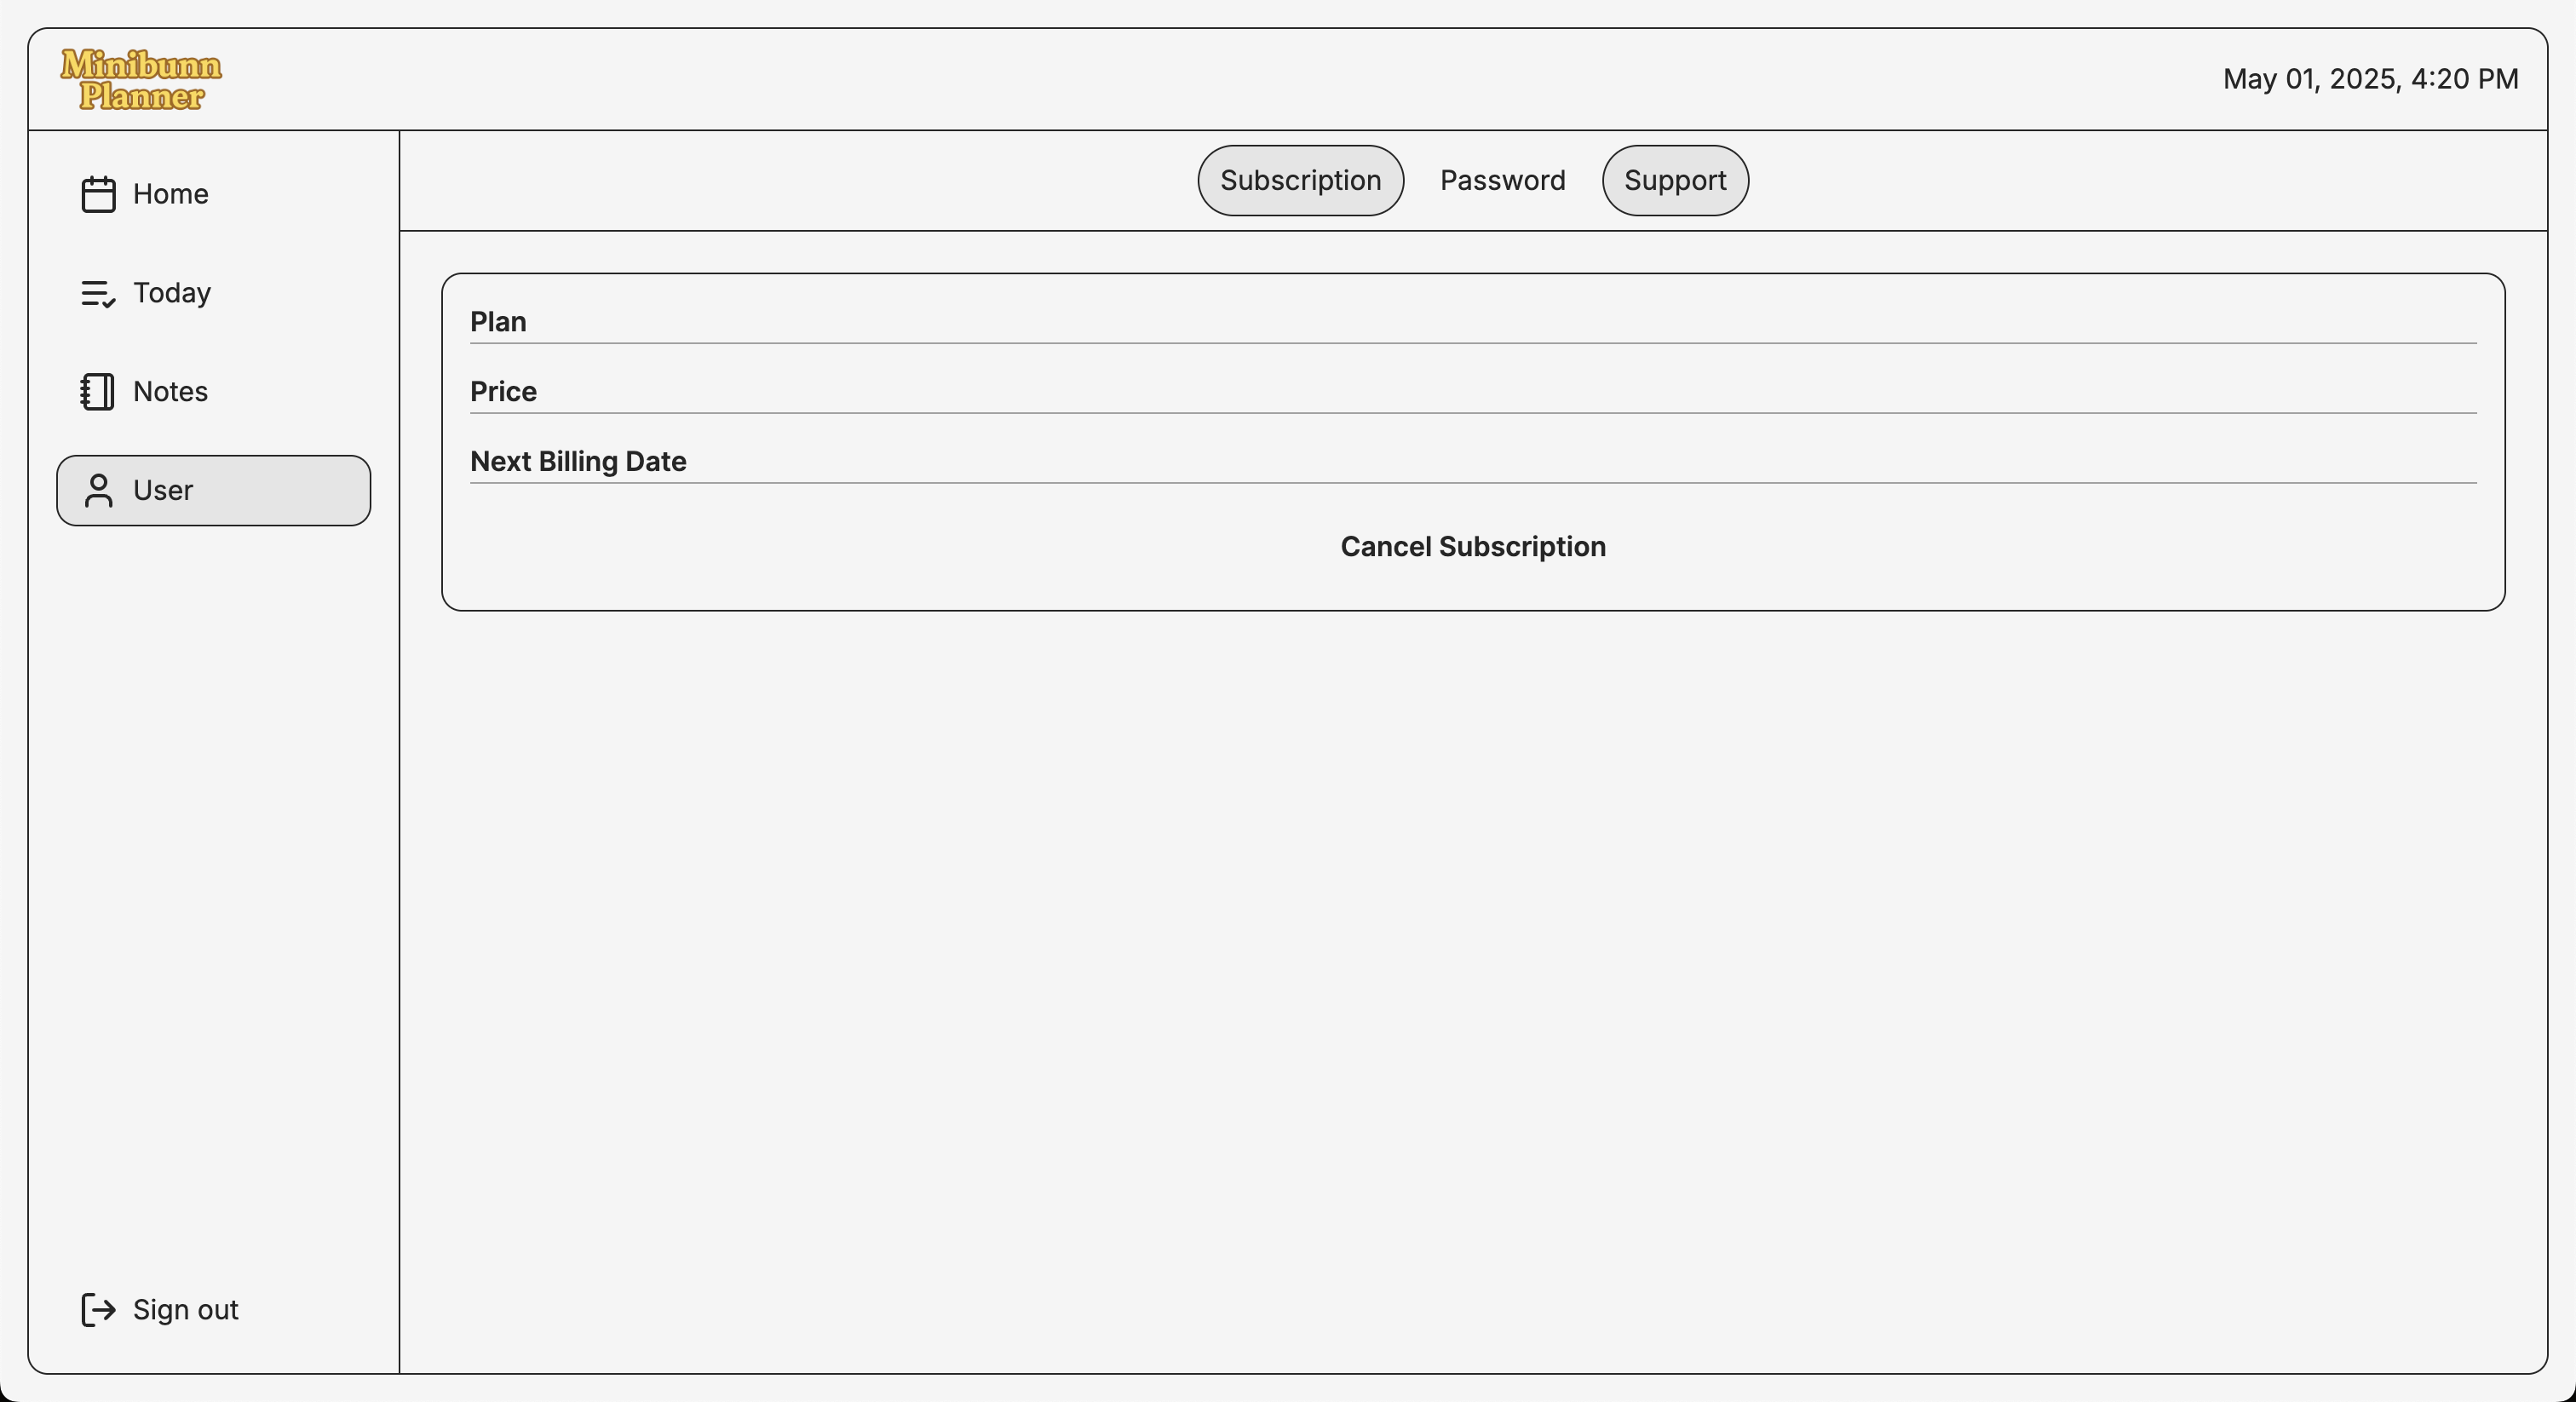 Minibunn
Planner
May 01, 2025, 4:20 PM
Home
Today
Notes
User
Sign out
Subscription
Password
Support
Plan
Price
Next Billing Date
Cancel Subscription